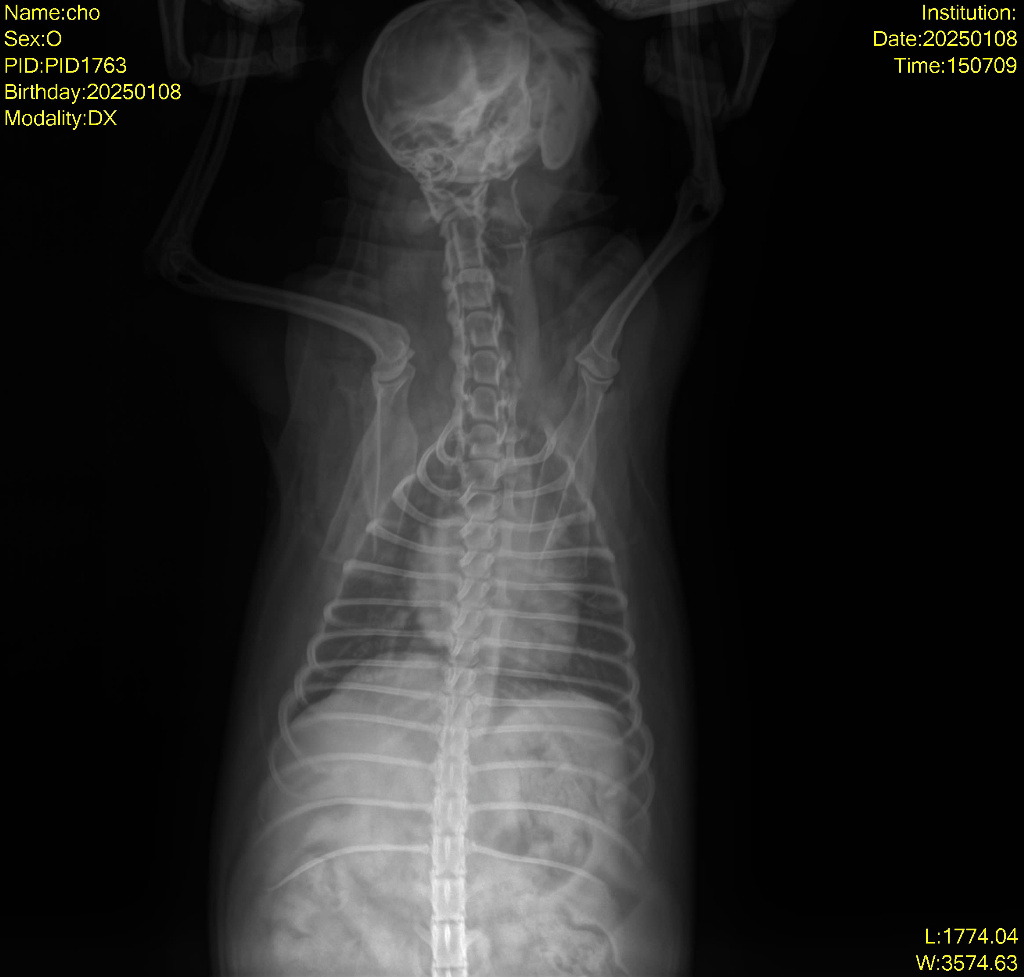 Name:cho
Sex:O
PID:PID1763
Birthday:20250108
Modality:DX
Institution:
Date:20250108
Time:150709
L:1774.04
W:3574.63